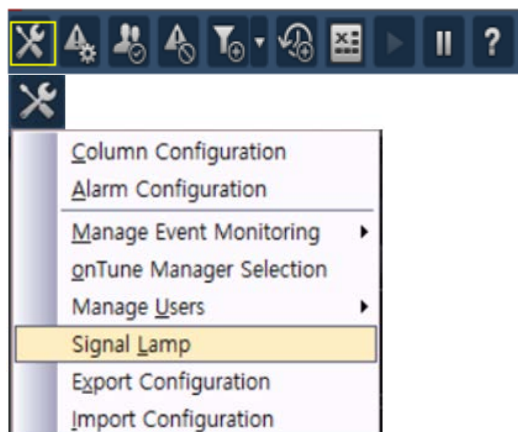 ?
Column Configuration
Alarm Configuration
Manage Event Monitoring
onTune Manager Selection
Manage Users
Signal Lamp
Export Configuration
Import Configuration